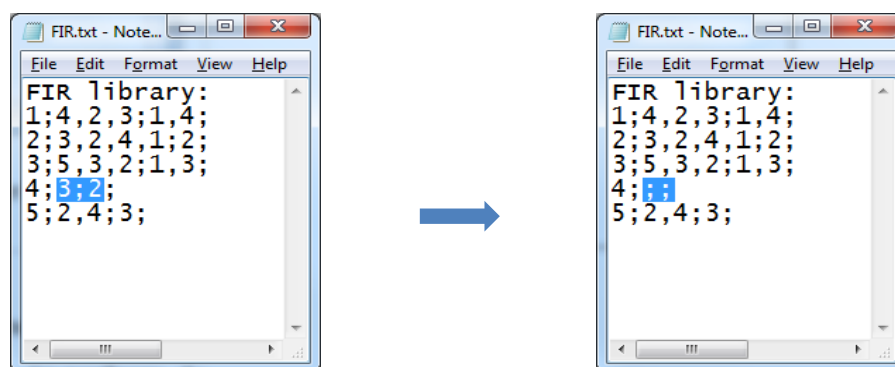 FIR.txt - Note...
File Edit Format View Help
FIR library:
1;4,2,3;1,4;
2;3,2,4,1;2;
3;5,3,2;1,3;
4;3;2;
5;2,4;3;
FIR.txt - Note...
File Edit Format View Help
FIR library:
1;4,2,3;1,4;
2;3,2,4,1;2;
3;5,3,2;1,3;
4;;;
5;2,4;3;